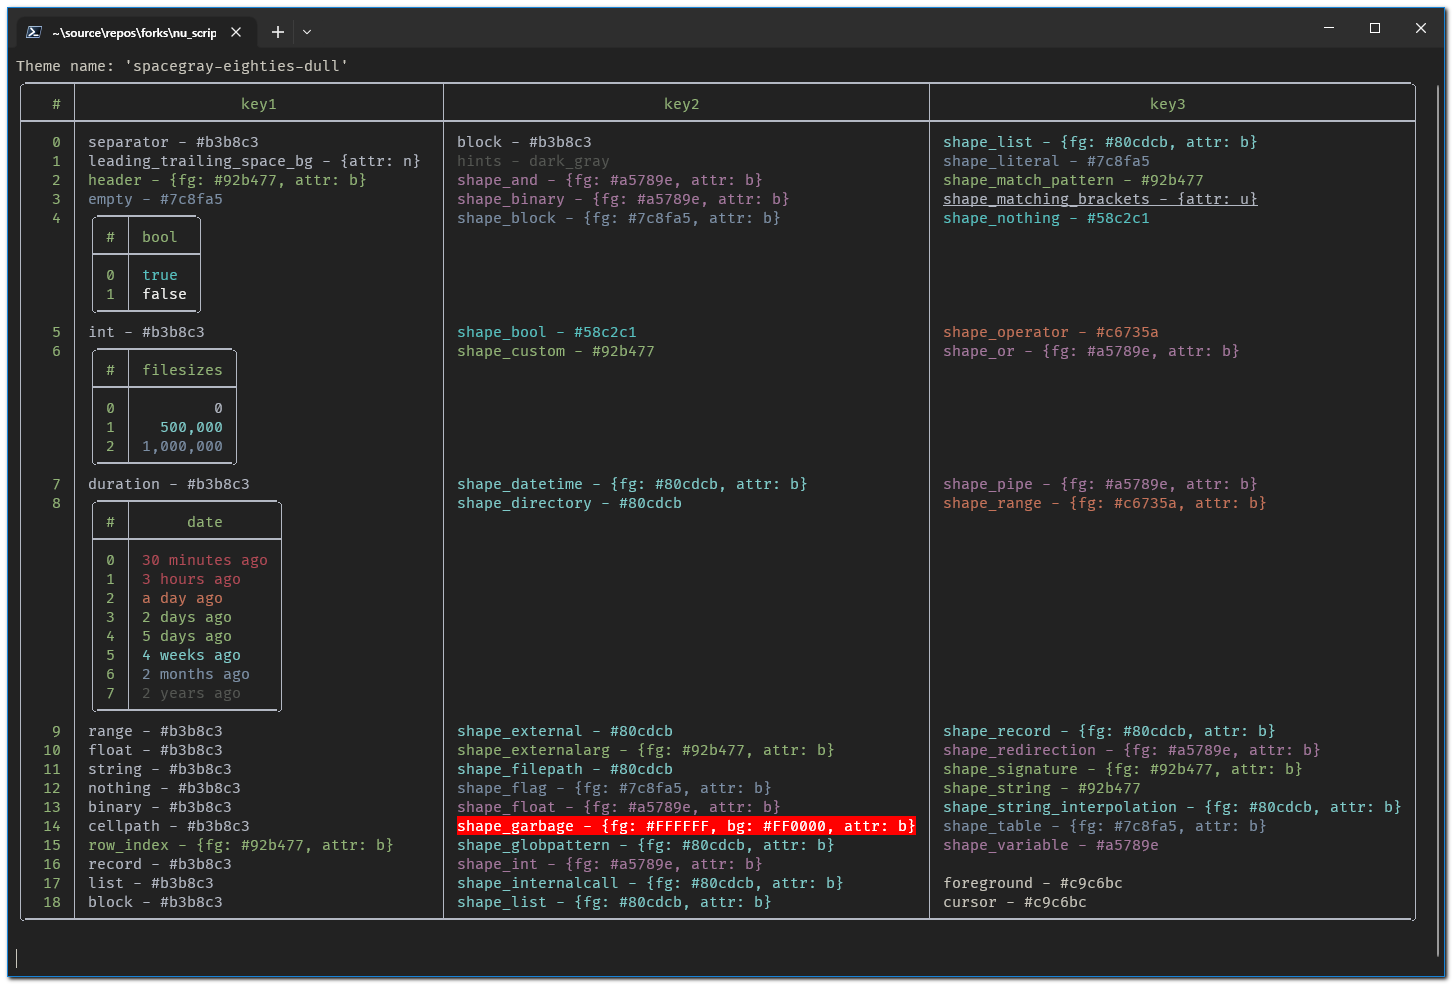 ~\source\repos\forks\nu_scrip
Theme name: 'spacegray-eighties-dull'
# key1 key2 key3
0 separator - #b3b8c3 block - #b3b8c3 shape_list - {fg: #80cdcb, attr: b}
1 leading_trailing_space_bg - {attr: n} hints - dark_gray shape_literal - #7c8fa5
2 header - {fg: #92b477, attr: b} shape_and - {fg: #a5789e, attr: b} shape_match_pattern - #92b477
3 empty - #7c8fa5 shape_binary - {fg: #a5789e, attr: b} shape_matching_brackets - {attr: u}
4 shape_block - {fg: #7c8fa5, attr: b} shape_nothing - #58c2c1
# bool
0 true
1 false
5 int - #b3b8c3 shape_bool - #58c2c1 shape_operator - #c6735a
6 shape_custom - #92b477 shape_or - {fg: #a5789e, attr: b}
# filesizes
0 0
1 500,000
2 1,000,000
7 duration - #b3b8c3 shape_datetime - {fg: #80cdcb, attr: b} shape_pipe - {fg: #a5789e, attr: b}
8 shape_directory - #80cdcb shape_range - {fg: #c6735a, attr: b}
# date
0 30 minutes ago
1 3 hours ago
2 a day ago
3 2 days ago
4 5 days ago
5 4 weeks ago
6 2 months ago
7 2 years ago
9 range - #b3b8c3 shape_external - #80cdcb shape_record - {fg: #80cdcb, attr: b}
10 float - #b3b8c3 shape_externalarg - {fg: #92b477, attr: b} shape_redirection - {fg: #a5789e, attr: b}
11 string - #b3b8c3 shape_filepath - #80cdcb shape_signature - {fg: #92b477, attr: b}
12 nothing - #b3b8c3 shape_flag - {fg: #7c8fa5, attr: b} shape_string - #92b477
13 binary - #b3b8c3 shape_float - {fg: #a5789e, attr: b} shape_string_interpolation - {fg: #80cdcb, attr: b}
14 cellpath - #b3b8c3 shape_garbage - {fg: #FFFFFF, bg: #FF0000, attr: b} shape_table - {fg: #7c8fa5, attr: b}
15 row_index - {fg: #92b477, attr: b} shape_globpattern - {fg: #80cdcb, attr: b} shape_variable - #a5789e
16 record - #b3b8c3 shape_int - {fg: #a5789e, attr: b}
17 list - #b3b8c3 shape_internalcall - {fg: #80cdcb, attr: b} foreground - #c9c6bc
18 block - #b3b8c3 shape_list - {fg: #80cdcb, attr: b} cursor - #c9c6bc